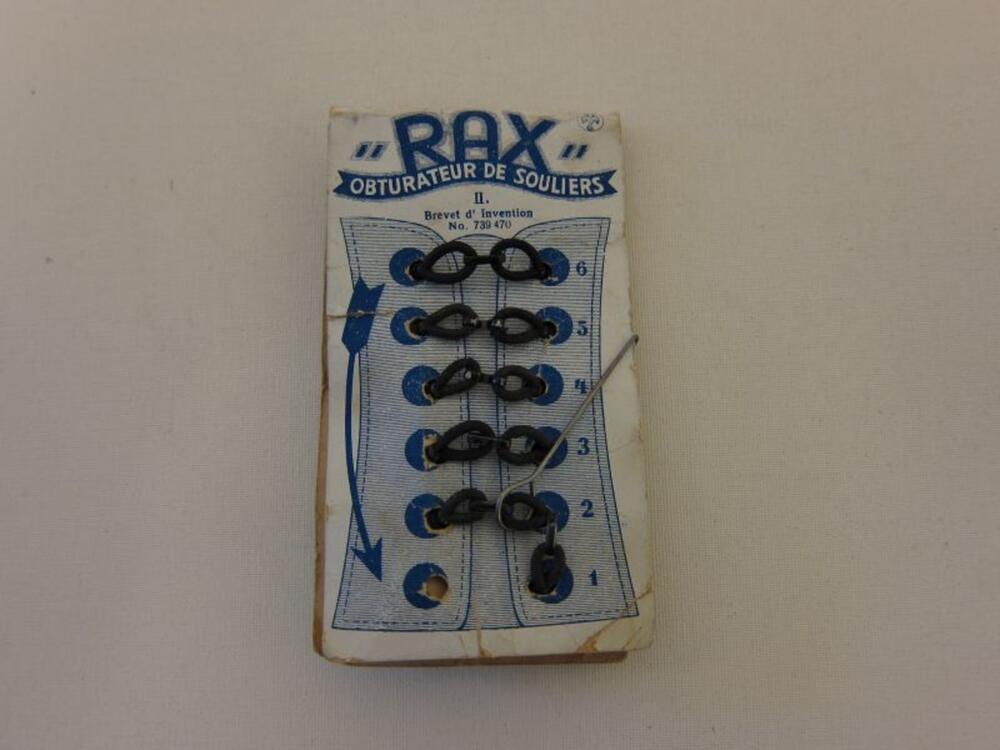 "RAX"
OBTURATEUR DE SOULIERS
II.
Brevet d' Invention
No. 739 470
6
5
4
3
2
1